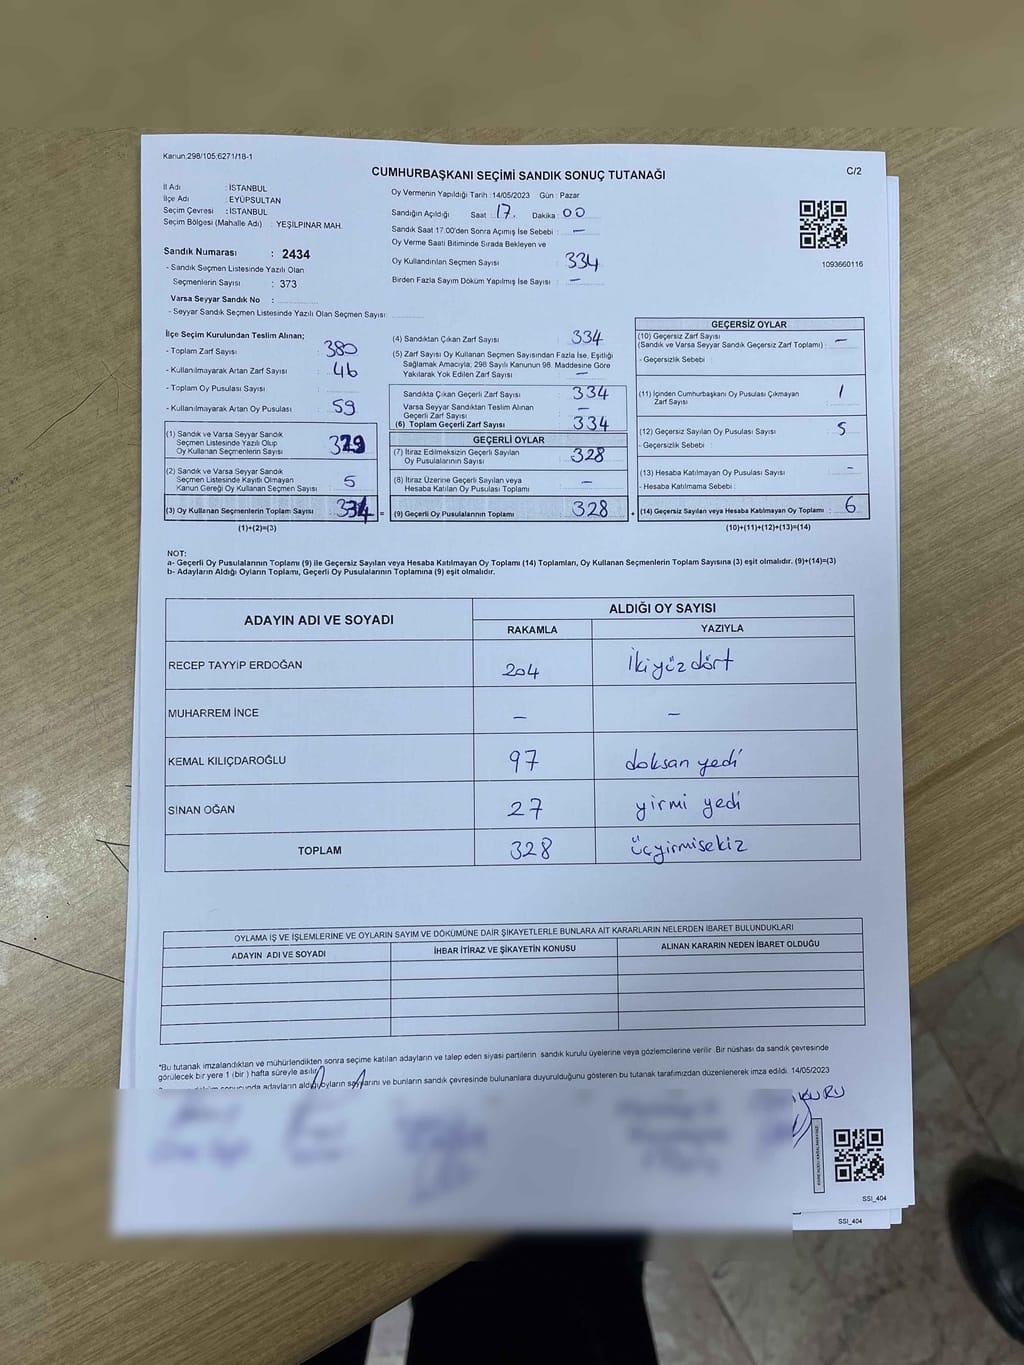 Kanun:298/105.6271/18-1
C/2
CUMHURBAŞKANI SEÇİMİ SANDIK SONUÇ TUTANAĞI
İl Adı : İSTANBUL
İlçe Adı : EYÜPSULTAN
Seçim Çevresi : İSTANBUL
Seçim Bölgesi (Mahalle Adı) : YEŞİLPINAR MAH.
Sandık Numarası : 2434
- Sandık Seçmen Listesinde Yazılı Olan
Seçmenlerin Sayısı : 373
Varsa Seyyar Sandık No :
- Seyyar Sandık Seçmen Listesinde Yazılı Olan Seçmen Sayısı:
Oy Vermenin Yapıldığı Tarih :14/05/2023 Gün : Pazar
Sandığın Açıldığı Saat : 17. Dakika : 00
Sandık Saat 17:00'den Sonra Açımış İse Sebebi : —
Oy Verme Saati Bitiminde Sırada Bekleyen ve
Oy Kullandırılan Seçmen Sayısı 334
Birden Fazla Sayım Döküm Yapılmış İse Sayısı : —
1093660116
İlçe Seçim Kurulundan Teslim Alınan;
- Toplam Zarf Sayısı 380
- Kullanılmayarak Artan Zarf Sayısı : 46
- Toplam Oy Pusulası Sayısı :
- Kullanılmayarak Artan Oy Pusulası : 59
(1) Sandık ve Varsa Seyyar Sandık
Seçmen Listesinde Yazılı Olup
Oy Kullanan Seçmenlerin Sayısı : 329
(2) Sandık ve Varsa Seyyar Sandık
Seçmen Listesinde Kayıtlı Olmayan
Kanun Gereği Oy Kullanan Seçmen Sayısı : 5
(3) Oy Kullanan Seçmenlerin Toplam Sayısı : 334 =
(1)+(2)=(3)
(4) Sandıktan Çıkan Zarf Sayısı : 334
(5) Zarf Sayısı Oy Kullanan Seçmen Sayısından Fazla İse, Eşitliği
Sağlamak Amacıyla; 298 Sayılı Kanunun 98. Maddesine Göre
Yakılarak Yok Edilen Zarf Sayısı : —
Sandıkta Çıkan Geçerli Zarf Sayısı : 334
Varsa Seyyar Sandıktan Teslim Alınan
Geçerli Zarf Sayısı : —
(6) Toplam Geçerli Zarf Sayısı : 334
GEÇERLİ OYLAR
(7) İtiraz Edilmeksizin Geçerli Sayılan
Oy Pusulalarının Sayısı : 328
(8) İtiraz Üzerine Geçerli Sayılan veya
Hesaba Katılan Oy Pusulası Toplamı : —
(9) Geçerli Oy Pusulalarının Toplamı : 328 +
GEÇERSİZ OYLAR
(10) Geçersiz Zarf Sayısı
(Sandık ve Varsa Seyyar Sandık Geçersiz Zarf Toplamı) : —
- Geçersizlik Sebebi :
(11) İçinden Cumhurbaşkanı Oy Pusulası Çıkmayan
Zarf Sayısı : 1
(12) Geçersiz Sayılan Oy Pusulası Sayısı : 5
- Geçersizlik Sebebi :
(13) Hesaba Katılmayan Oy Pusulası Sayısı : -
- Hesaba Katılmama Sebebi :
(14) Geçersiz Sayılan veya Hesaba Katılmayan Oy Toplamı : 6
(10)+(11)+(12)+(13)=(14)
NOT:
a- Geçerli Oy Pusulalarının Toplamı (9) ile Geçersiz Sayılan veya Hesaba Katılmayan Oy Toplamı (14) Toplamları, Oy Kullanan Seçmenlerin Toplam Sayısına (3) eşit olmalıdır. (9)+(14)=(3)
b- Adayların Aldığı Oyların Toplamı, Geçerli Oy Pusulalarının Toplamına (9) eşit olmalıdır.
ADAYIN ADI VE SOYADI ALDIĞI OY SAYISI
RAKAMLA YAZIYLA
RECEP TAYYİP ERDOĞAN 204 İkiyüz dört
MUHARREM İNCE — —
KEMAL KILIÇDAROĞLU 97 doksan yedi
SİNAN OĞAN 27 yirmi yedi
TOPLAM 328 üçyirmisekiz
OYLAMA İŞ VE İŞLEMLERİNE VE OYLARIN SAYIM VE DÖKÜMÜNE DAİR ŞİKAYETLERLE BUNLARA AİT KARARLARIN NELERDEN İBARET BULUNDUKLARI
ADAYIN ADI VE SOYADI İHBAR İTİRAZ VE ŞİKAYETİN KONUSU ALINAN KARARIN NEDEN İBARET OLDUĞU
*Bu tutanak imzalandıktan ve mühürlendikten sonra seçime katılan adayların ve talep eden siyasi partilerin sandık kurulu üyelerine veya gözlemcilerine verilir. Bir nüshası da sandık çevresinde
görülecek bir yere 1 (bir) hafta süreyle asılır.
sonucunda adayların aldığı oyların sayılarını ve bunların sandık çevresinde bulunanlara duyurulduğunu gösteren bu tutanak tarafımızdan düzenlenerek imza edildi. 14/05/2023
KURU
SSI_404
SSI_404